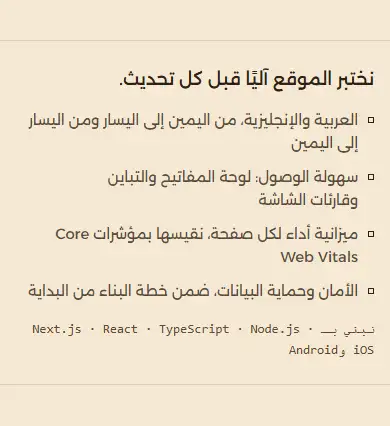 نختبر الموقع آليًا قبل كل تحديث.
العربية والإنجليزية، من اليمين إلى اليسار ومن اليسار
إلى اليمين
سهولة الوصول: لوحة المفاتيح والتباين
وقارئات الشاشة
ميزانية أداء لكل صفحة، نقيسها بمؤشرات Core
Web Vitals
الأمان وحماية البيانات، ضمن خطة البناء من البداية
نبني بـ Next.js · React · TypeScript · Node.js ·
iOS وAndroid